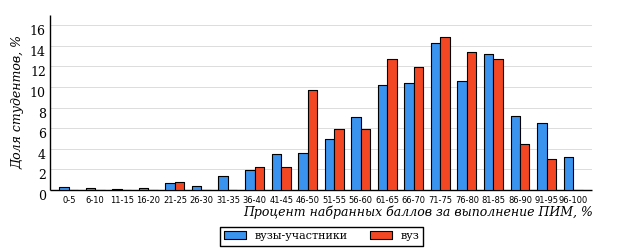 Доля студентов, %
16
14
12
10
8
6
4
2
0
0-5 6-10 11-15 16-20 21-25 26-30 31-35 36-40 41-45 46-50 51-55 56-60 61-65 66-70 71-75 76-80 81-85 86-90 91-95 96-100
Процент набранных баллов за выполнение ПИМ, %
вузы-участники вуз